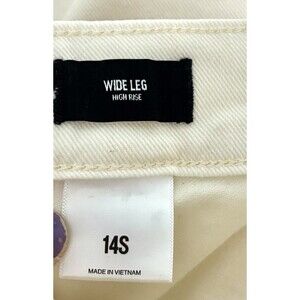 WIDE LEG
HIGH RISE
14S
MADE IN VIETNAM